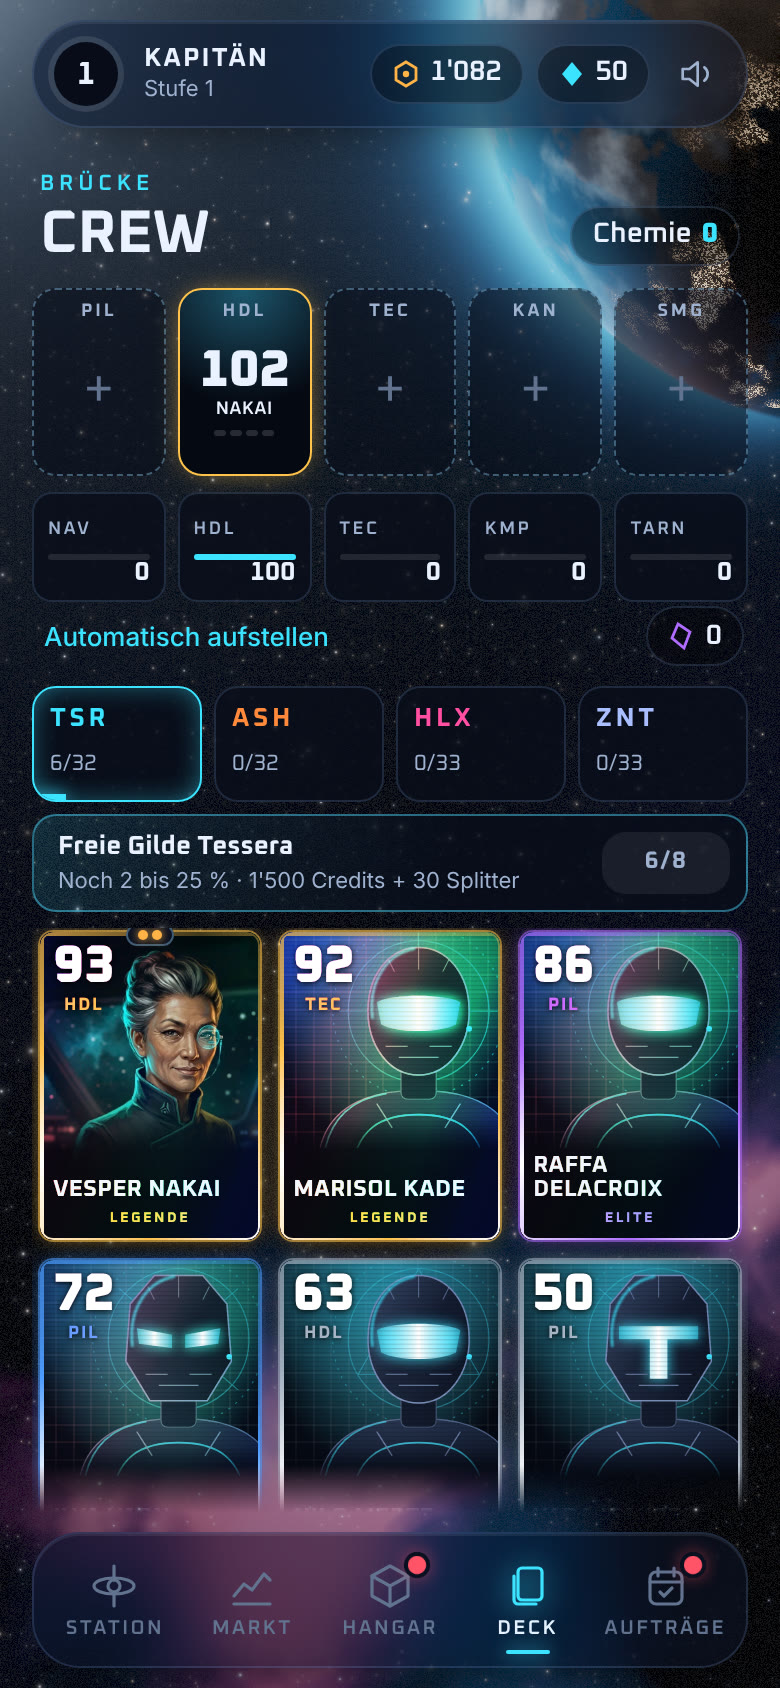 1
KAPITÄN
Stufe 1
1'082
50
BRÜCKE
CREW
Chemie 0
PIL
HDL
TEC
KAN
SMG
102
NAKAI
NAV
HDL
TEC
KMP
TARN
0
100
0
0
0
Automatisch aufstellen
0
TSR
ASH
HLX
ZNT
6/32
0/32
0/33
0/33
Freie Gilde Tessera
Noch 2 bis 25 % · 1'500 Credits + 30 Splitter
6/8
93
HDL
VESPER NAKAI
LEGENDE
92
TEC
MARISOL KADE
LEGENDE
86
PIL
RAFFA
DELACROIX
ELITE
72
PIL
63
HDL
50
PIL
STATION
MARKT
HANGAR
DECK
AUFTRÄGE